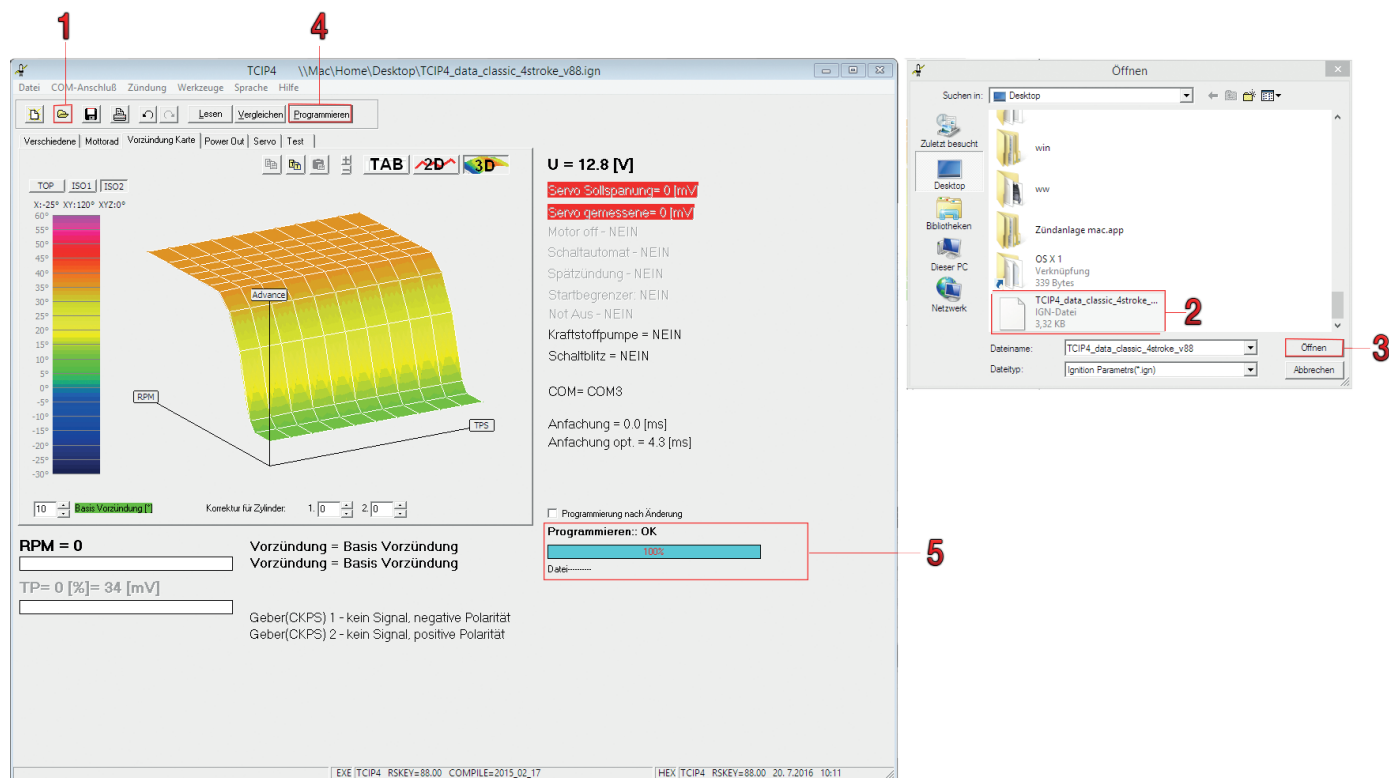 1
4
TCIP4 \\Mac\Home\Desktop\TCIP4_data_classic_4stroke_v88.ign
Datei COM-Anschluß Zündung Werkzeuge Sprache Hilfe
Lesen Vergleichen Programmieren
Verschiedene Mottorad Vorzündung Karte Power Out Servo Test
TAB 2D 3D
TOP ISO1 ISO2
X:-25° XY:120° XYZ:0°
60°
55°
50°
45°
40°
35°
30°
25°
20°
15°
10°
5°
0°
-5°
-10°
-15°
-20°
-25°
-30°
Advance
RPM
TPS
10 Basis Vorzündung [°] Korrektur für Zylinder: 1. 0 2. 0
RPM = 0
TP= 0 [%]= 34 [mV]
Vorzündung = Basis Vorzündung
Vorzündung = Basis Vorzündung
Geber(CKPS) 1 - kein Signal, negative Polarität
Geber(CKPS) 2 - kein Signal, positive Polarität
U = 12.8 [V]
Servo Sollspanung= 0 [mV]
Servo gemessene= 0 [mV]
Motor off - NEIN
Schaltautomat - NEIN
Spätzündung - NEIN
Startbegrenzer: NEIN
Not Aus - NEIN
Kraftstoffpumpe = NEIN
Schaltblitz = NEIN
COM= COM3
Anfachung = 0.0 [ms]
Anfachung opt. = 4.3 [ms]
Programmierung nach Änderung
Programmieren:: OK
100%
Datei---------
5
EXE TCIP4 RSKEY=88.00 COMPILE=2015_02_17
HEX TCIP4 RSKEY=88.00 20. 7.2016 10:11
Öffnen
Suchen in: Desktop
Zuletzt besucht
Desktop
Bibliotheken
Dieser PC
Netzwerk
win
ww
Zündanlage mac.app
OS X 1
Verknüpfung
339 Bytes
TCIP4_data_classic_4stroke_...
IGN-Datei
3,32 KB
2
Dateiname: TCIP4_data_classic_4stroke_v88 Öffnen
3
Dateityp: Ignition Parametrs(*.ign) Abbrechen